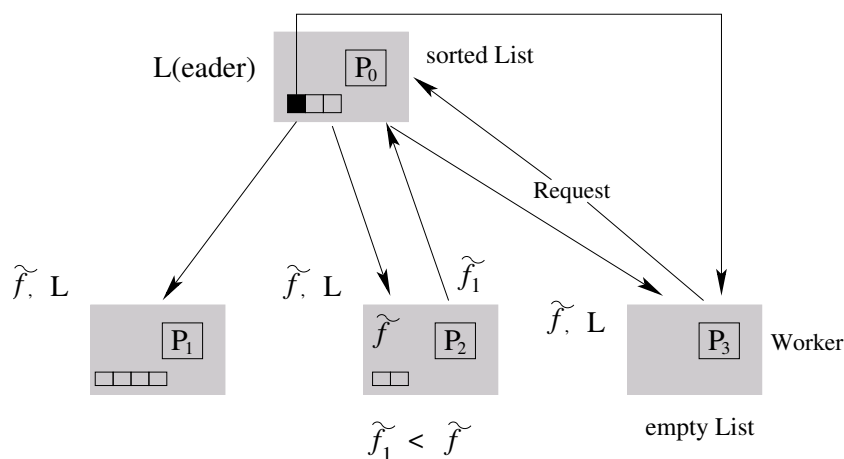 L(eader)
P₀
sorted List
Request
f̃, L
f̃, L
f̃₁
f̃, L
P₁
f̃
P₂
P₃
Worker
f̃₁ < f̃
empty List